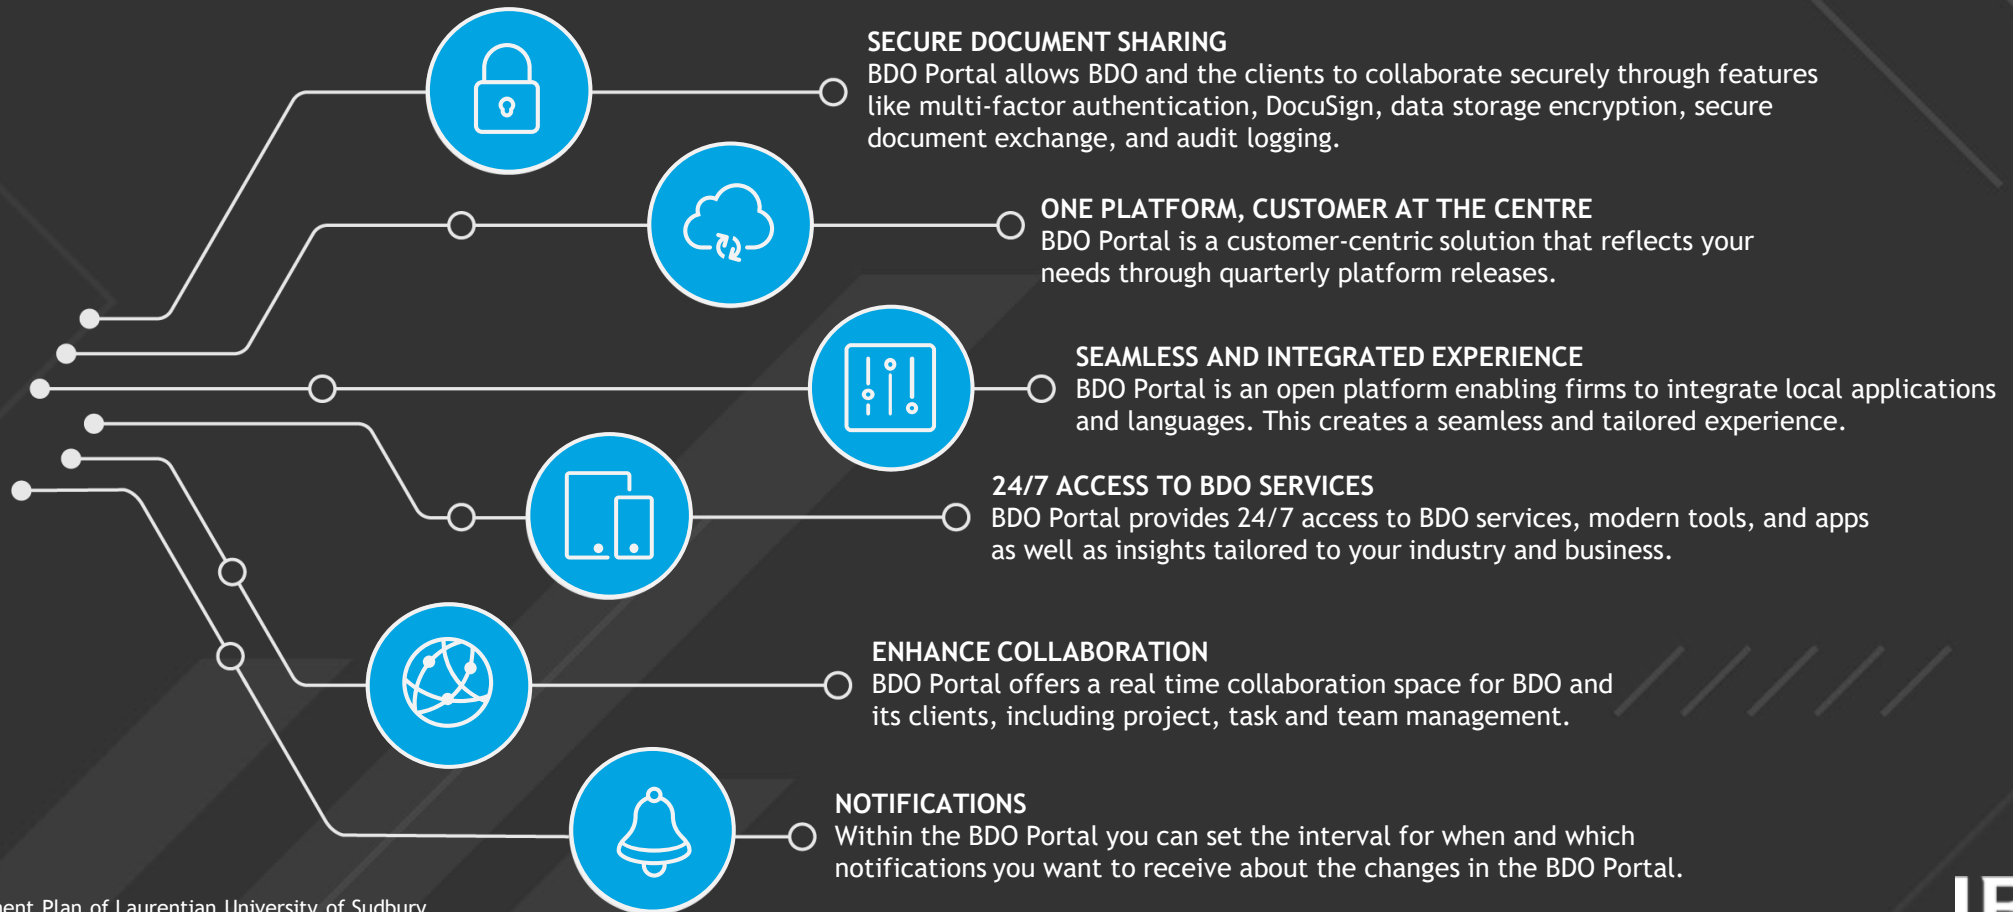 SECURE DOCUMENT SHARING
BDO Portal allows BDO and the clients to collaborate securely through features
like multi-factor authentication, DocuSign, data storage encryption, secure
document exchange, and audit logging.
ONE PLATFORM, CUSTOMER AT THE CENTRE
BDO Portal is a customer-centric solution that reflects your
needs through quarterly platform releases.
SEAMLESS AND INTEGRATED EXPERIENCE
BDO Portal is an open platform enabling firms to integrate local applications
and languages. This creates a seamless and tailored experience.
24/7 ACCESS TO BDO SERVICES
BDO Portal provides 24/7 access to BDO services, modern tools, and apps
as well as insights tailored to your industry and business.
ENHANCE COLLABORATION
BDO Portal offers a real time collaboration space for BDO and
its clients, including project, task and team management.
NOTIFICATIONS
Within the BDO Portal you can set the interval for when and which
notifications you want to receive about the changes in the BDO Portal.
Plan of Laurentian University of Sudbury